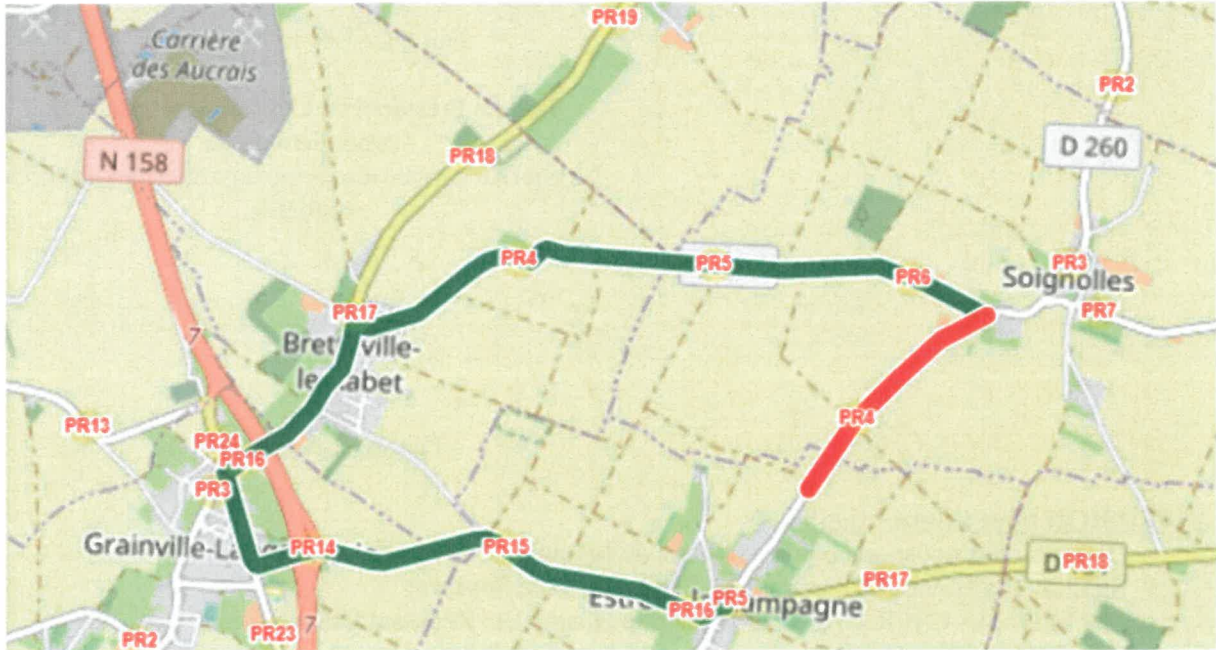 PR19
Carrière
des Aucrais
PR2
N 158
PR18
D 260
PR4
PR5
PR6
PR3
Soignolles
PR7
PR17
Bret ville-
le abet
7
PR4
PR13
PR24
PR16
PR3
Grainville-La
PR14
PR15
PR17
D
PR18
PR5
PR16
ampagne
7
PR23
PR2